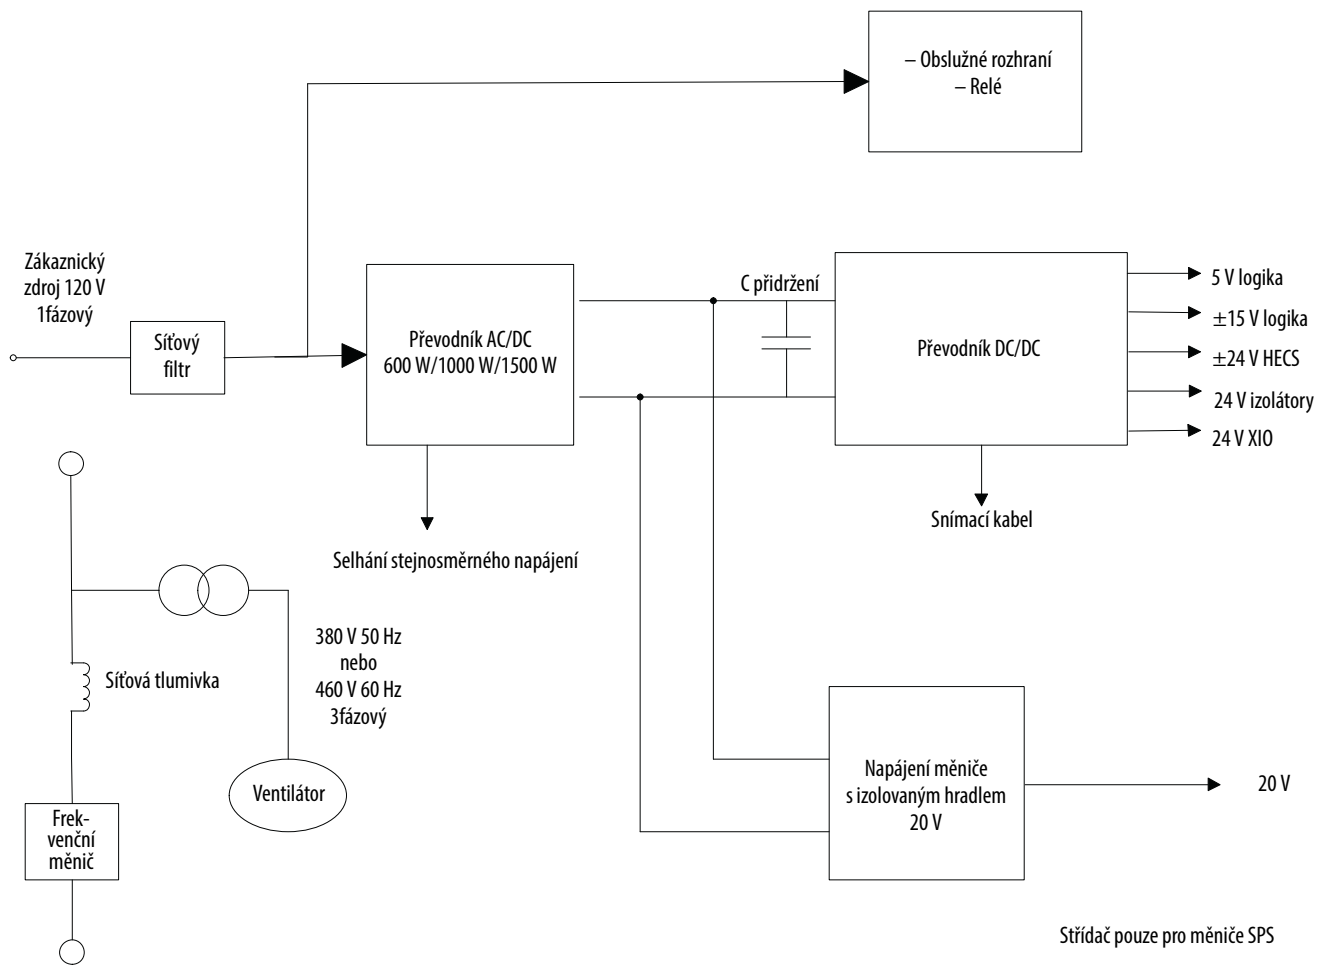 – Obslužné rozhraní
– Relé
Zákaznický
zdroj 120 V
1fázový
Síťový
filtr
Převodník AC/DC
600 W/1000 W/1500 W
C přidržení
Převodník DC/DC
5 V logika
±15 V logika
±24 V HECS
24 V izolátory
24 V XIO
Snímací kabel
Selhání stejnosměrného napájení
380 V 50 Hz
nebo
460 V 60 Hz
3fázový
Síťová tlumivka
Ventilátor
Frek-
venční
měnič
Napájení měniče
s izolovaným hradlem
20 V
20 V
Střídač pouze pro měniče SPS